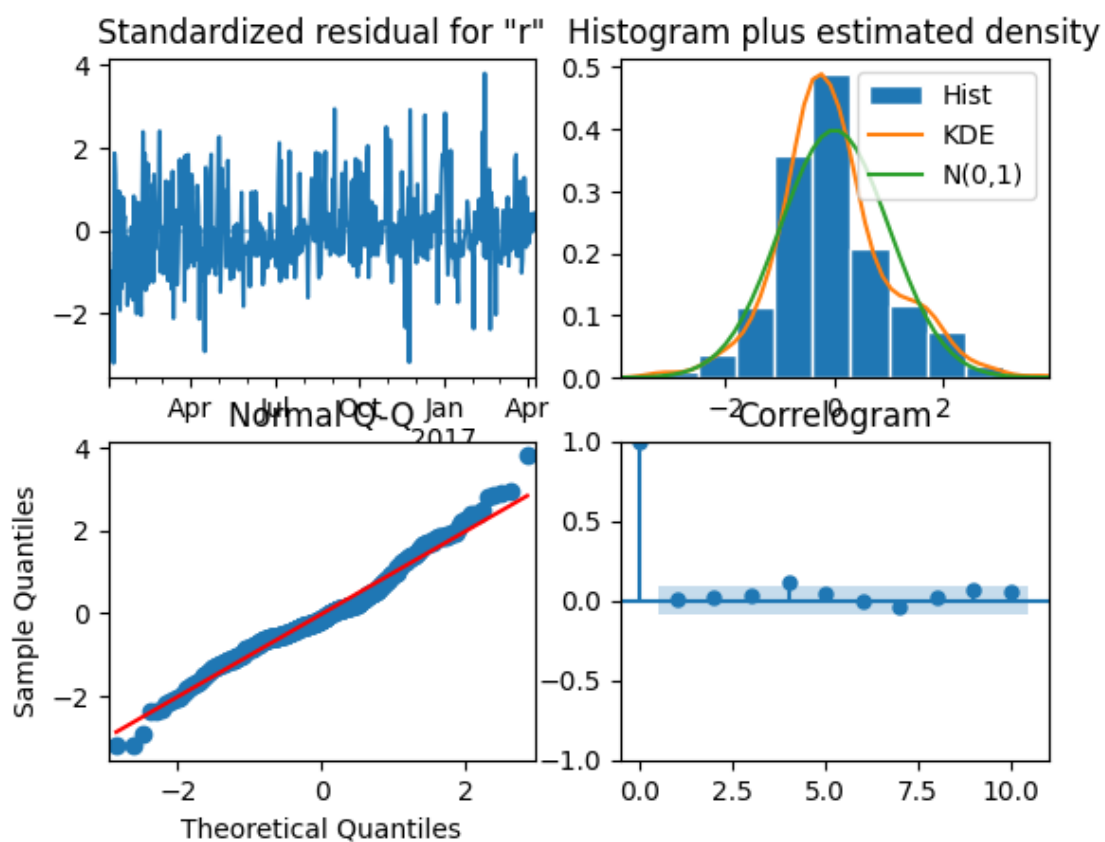 Standardized residual for "r"
4
2
0
−2
Apr
Jul
Oct
Jan
2017
Apr
Histogram plus estimated density
0.5
0.4
0.3
0.2
0.1
0.0
−2
0
2
Hist
KDE
N(0,1)
Normal Q-Q
Sample Quantiles
4
2
0
−2
−2
0
2
Theoretical Quantiles
Correlogram
1.0
0.5
0.0
−0.5
−1.0
0.0
2.5
5.0
7.5
10.0